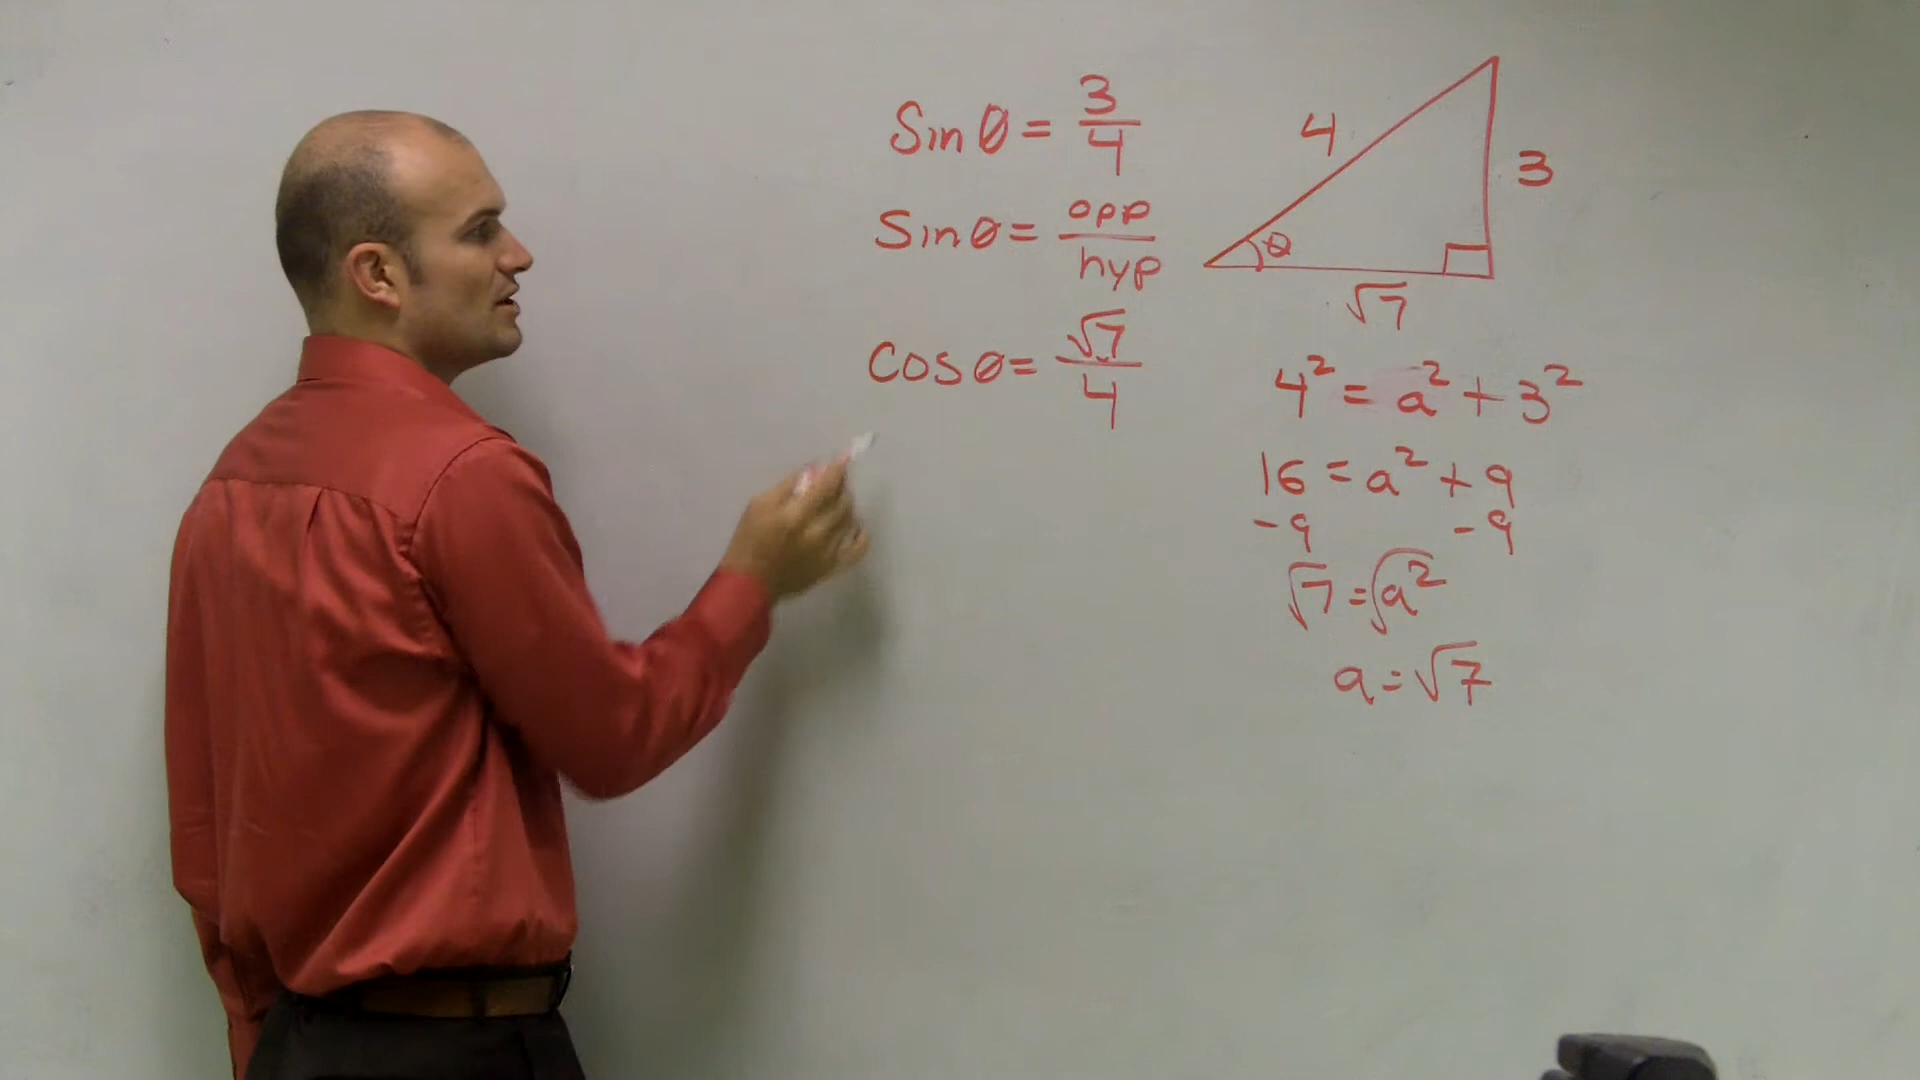 Sin θ = 3/4
Sin θ = opp/hyp
Cos θ = √7/4
4
3
θ
√7
4² = a² + 3²
16 = a² + 9
-9 -9
√7 = √a²
a = √7